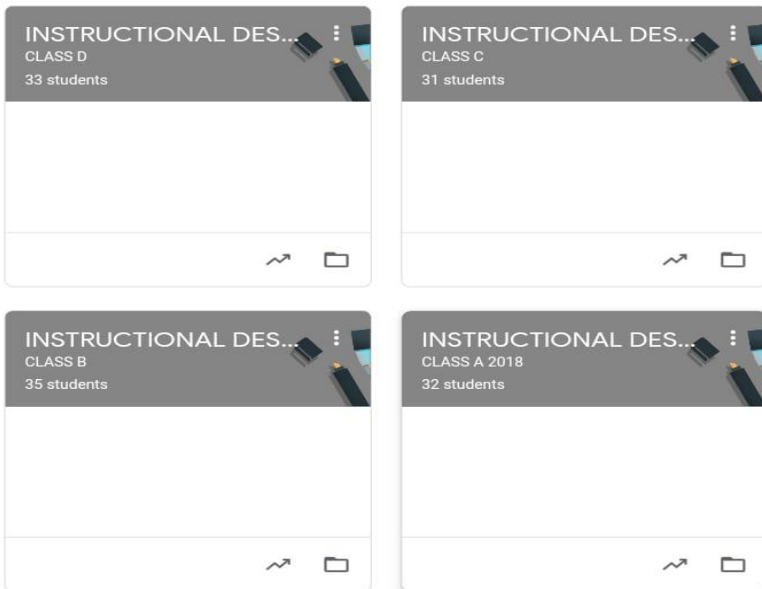 INSTRUCTIONAL DES...
CLASS D
33 students
INSTRUCTIONAL DES...
CLASS C
31 students
INSTRUCTIONAL DES...
CLASS B
35 students
INSTRUCTIONAL DES...
CLASS A 2018
32 students